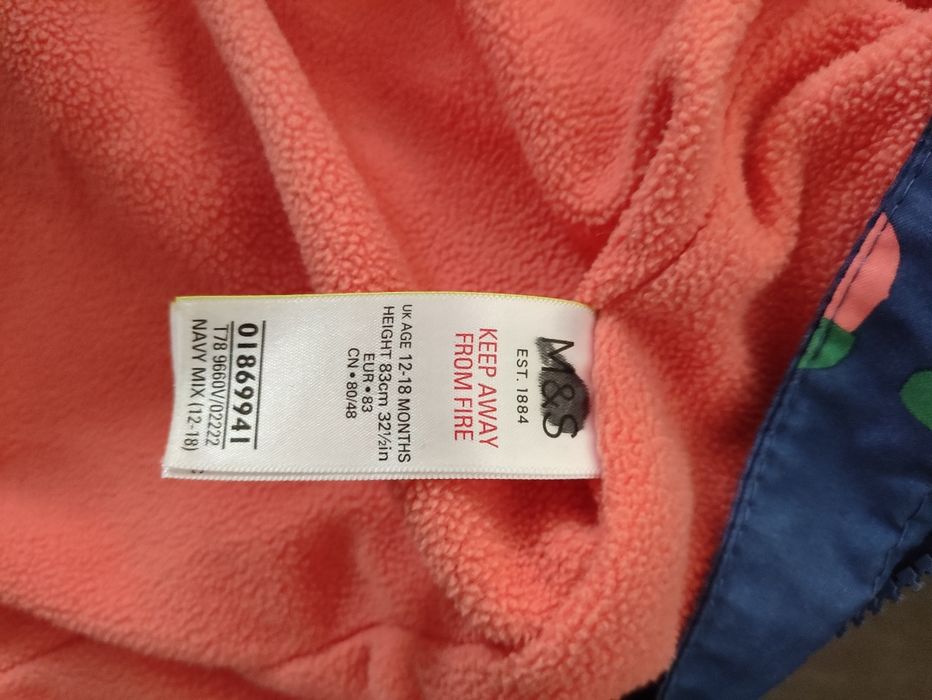 M&S
EST. 1884
KEEP AWAY
FROM FIRE
UK AGE 12-18 MONTHS
HEIGHT 83cm 32½in
EUR • 83
CN • 80/48
01869941
T78 9660V/02222
NAVY MIX (12-18)